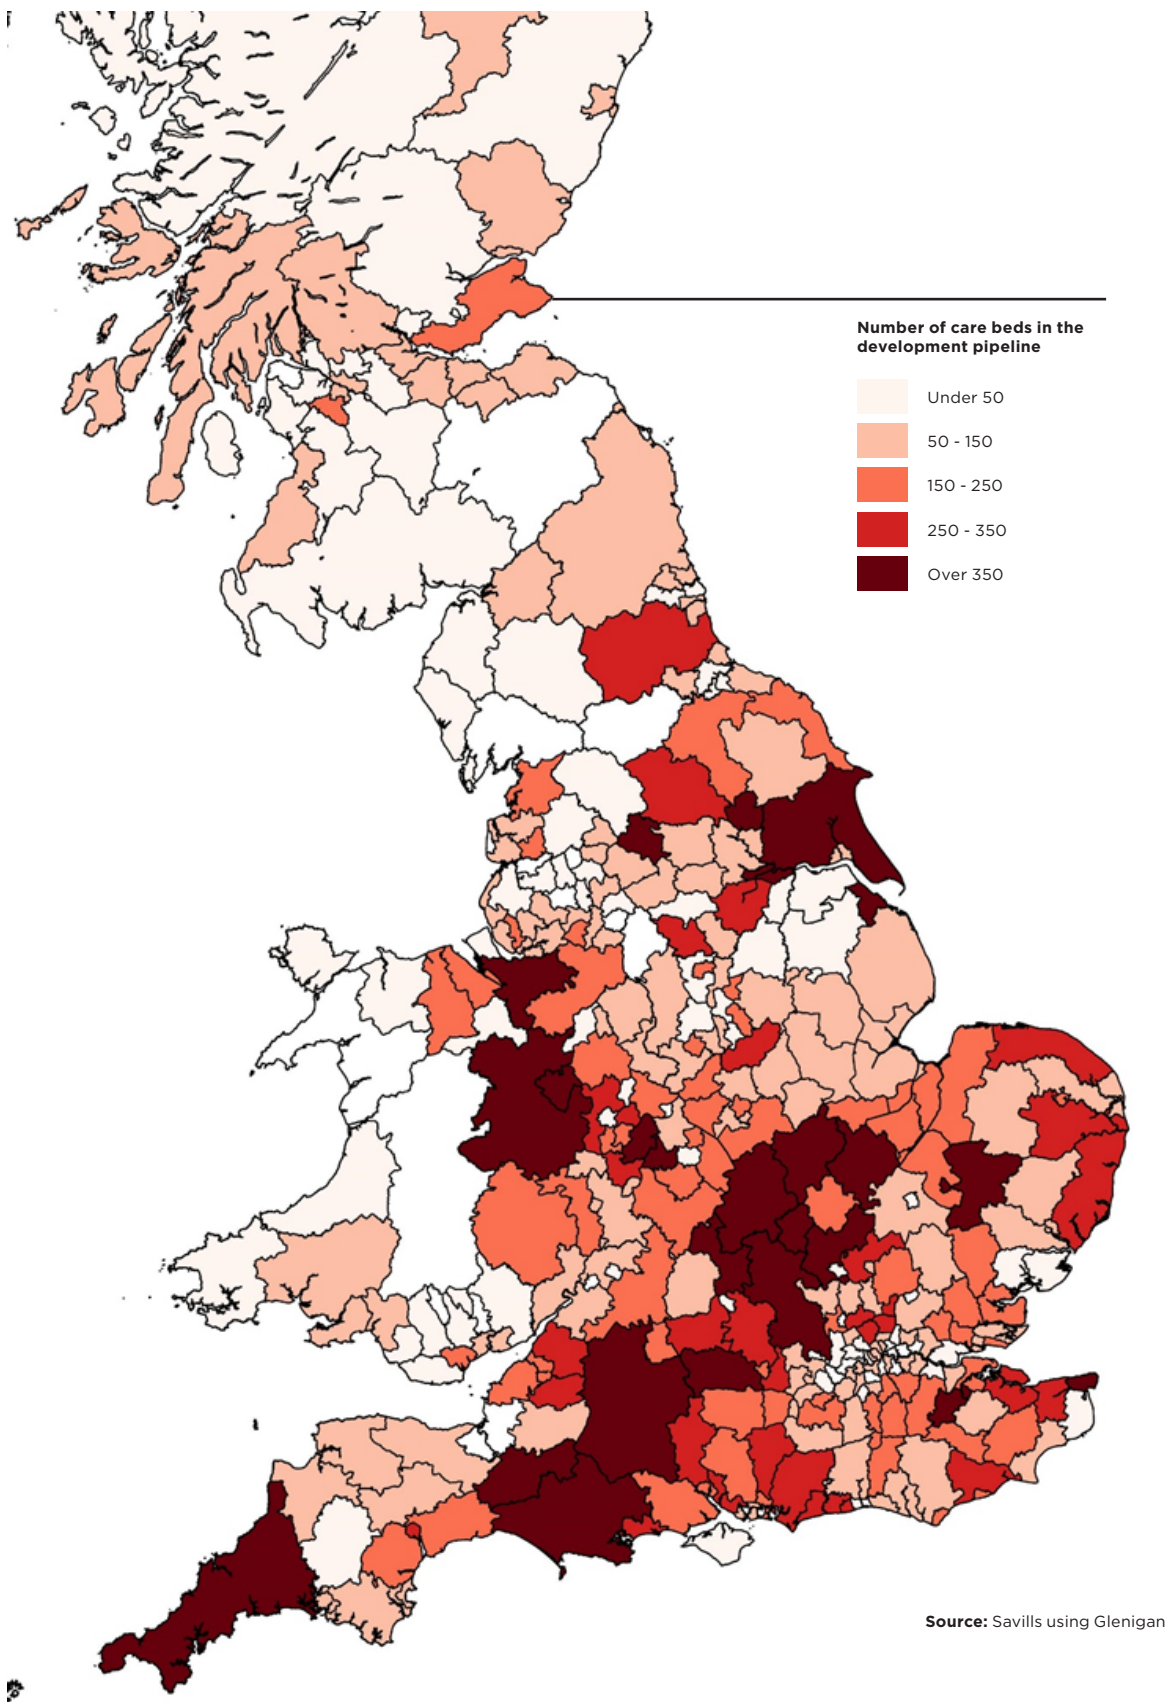 Number of care beds in the
development pipeline
Under 50
50 - 150
150 - 250
250 - 350
Over 350
Source: Savills using Glenigan